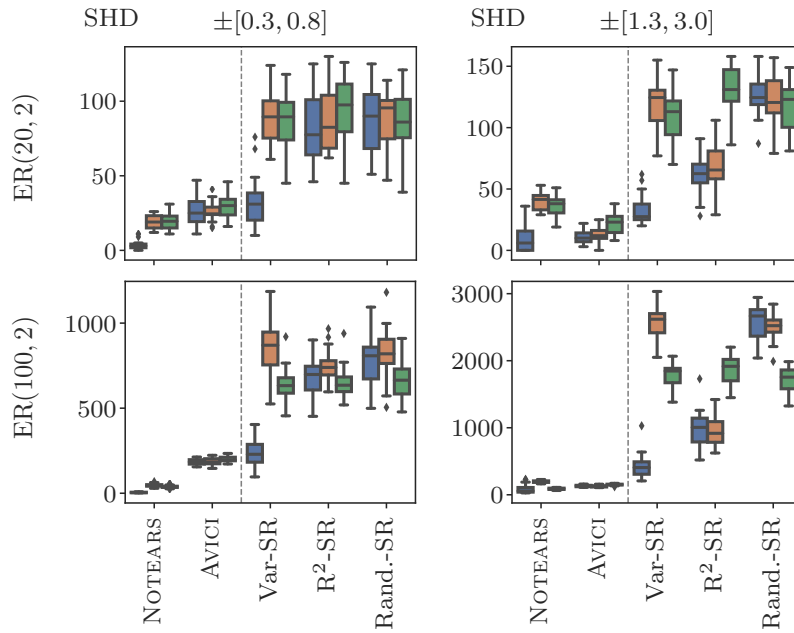 SHD ±[0.3, 0.8] SHD ±[1.3, 3.0]
ER(20, 2)
100
50
0
150
100
50
0
ER(100, 2)
1000
500
0
3000
2000
1000
0
NOTEARS AVICI Var-SR R²-SR Rand.-SR
NOTEARS AVICI Var-SR R²-SR Rand.-SR